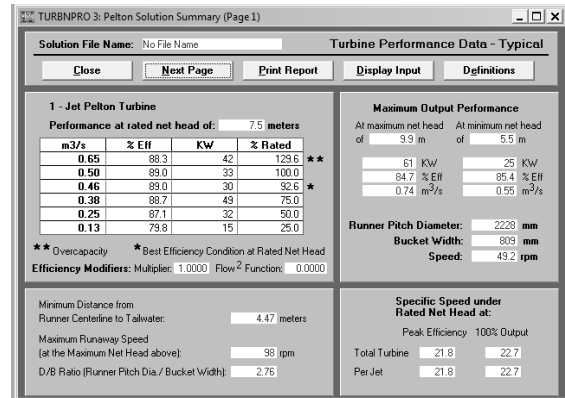 TURBNPRO 3: Pelton Solution Summary (Page 1)
Solution File Name: No File Name Turbine Performance Data - Typical
Close Next Page Print Report Display Input Definitions
1 - Jet Pelton Turbine
Performance at rated net head of: 7.5 meters
m3/s % Eff KW % Rated
0.65 88.3 42 129.6 **
0.50 89.0 33 100.0
0.46 89.0 30 92.6 *
0.38 88.7 49 75.0
0.25 87.1 32 50.0
0.13 79.8 15 25.0
** Overcapacity * Best Efficiency Condition at Rated Net Head
Efficiency Modifiers: Multiplier: 1.0000 Flow2 Function: 0.0000
Maximum Output Performance
At maximum net head At minimum net head
of 9.9 m of 5.5 m
61 KW 25 KW
84.7 % Eff 85.4 % Eff
0.74 m3/s 0.55 m3/s
Runner Pitch Diameter: 2228 mm
Bucket Width: 809 mm
Speed: 49.2 rpm
Minimum Distance from
Runner Centerline to Tailwater: 4.47 meters
Maximum Runaway Speed
(at the Maximum Net Head above): 98 rpm
D/B Ratio (Runner Pitch Dia./ Bucket Width): 2.76
Specific Speed under
Rated Net Head at:
Peak Efficiency 100% Output
Total Turbine 21.8 22.7
Per Jet 21.8 22.7